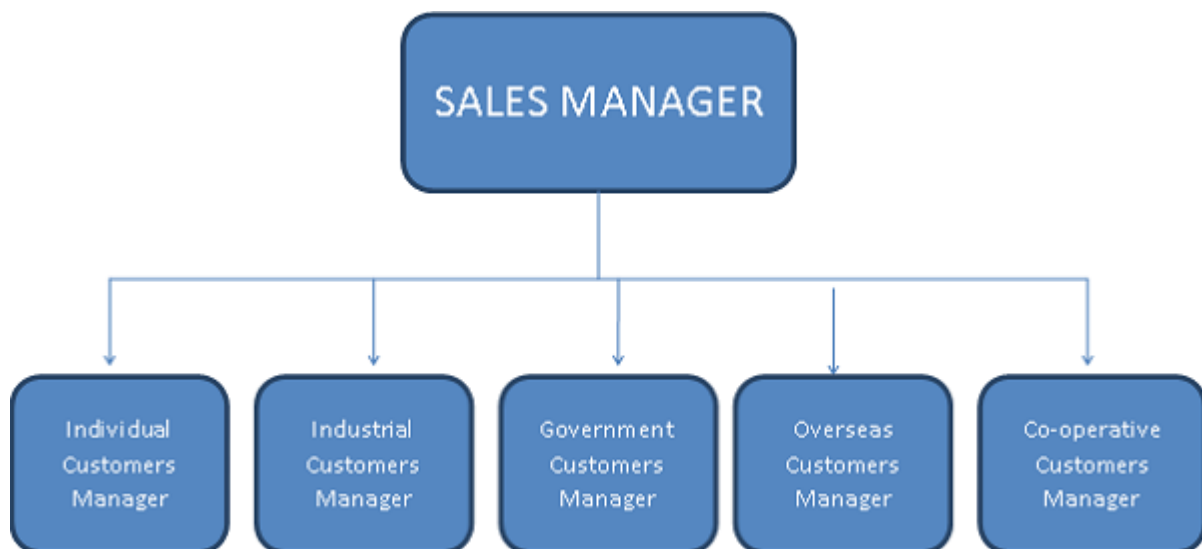 SALES MANAGER
Individual
Customers
Manager
Industrial
Customers
Manager
Government
Customers
Manager
Overseas
Customers
Manager
Co-operative
Customers
Manager